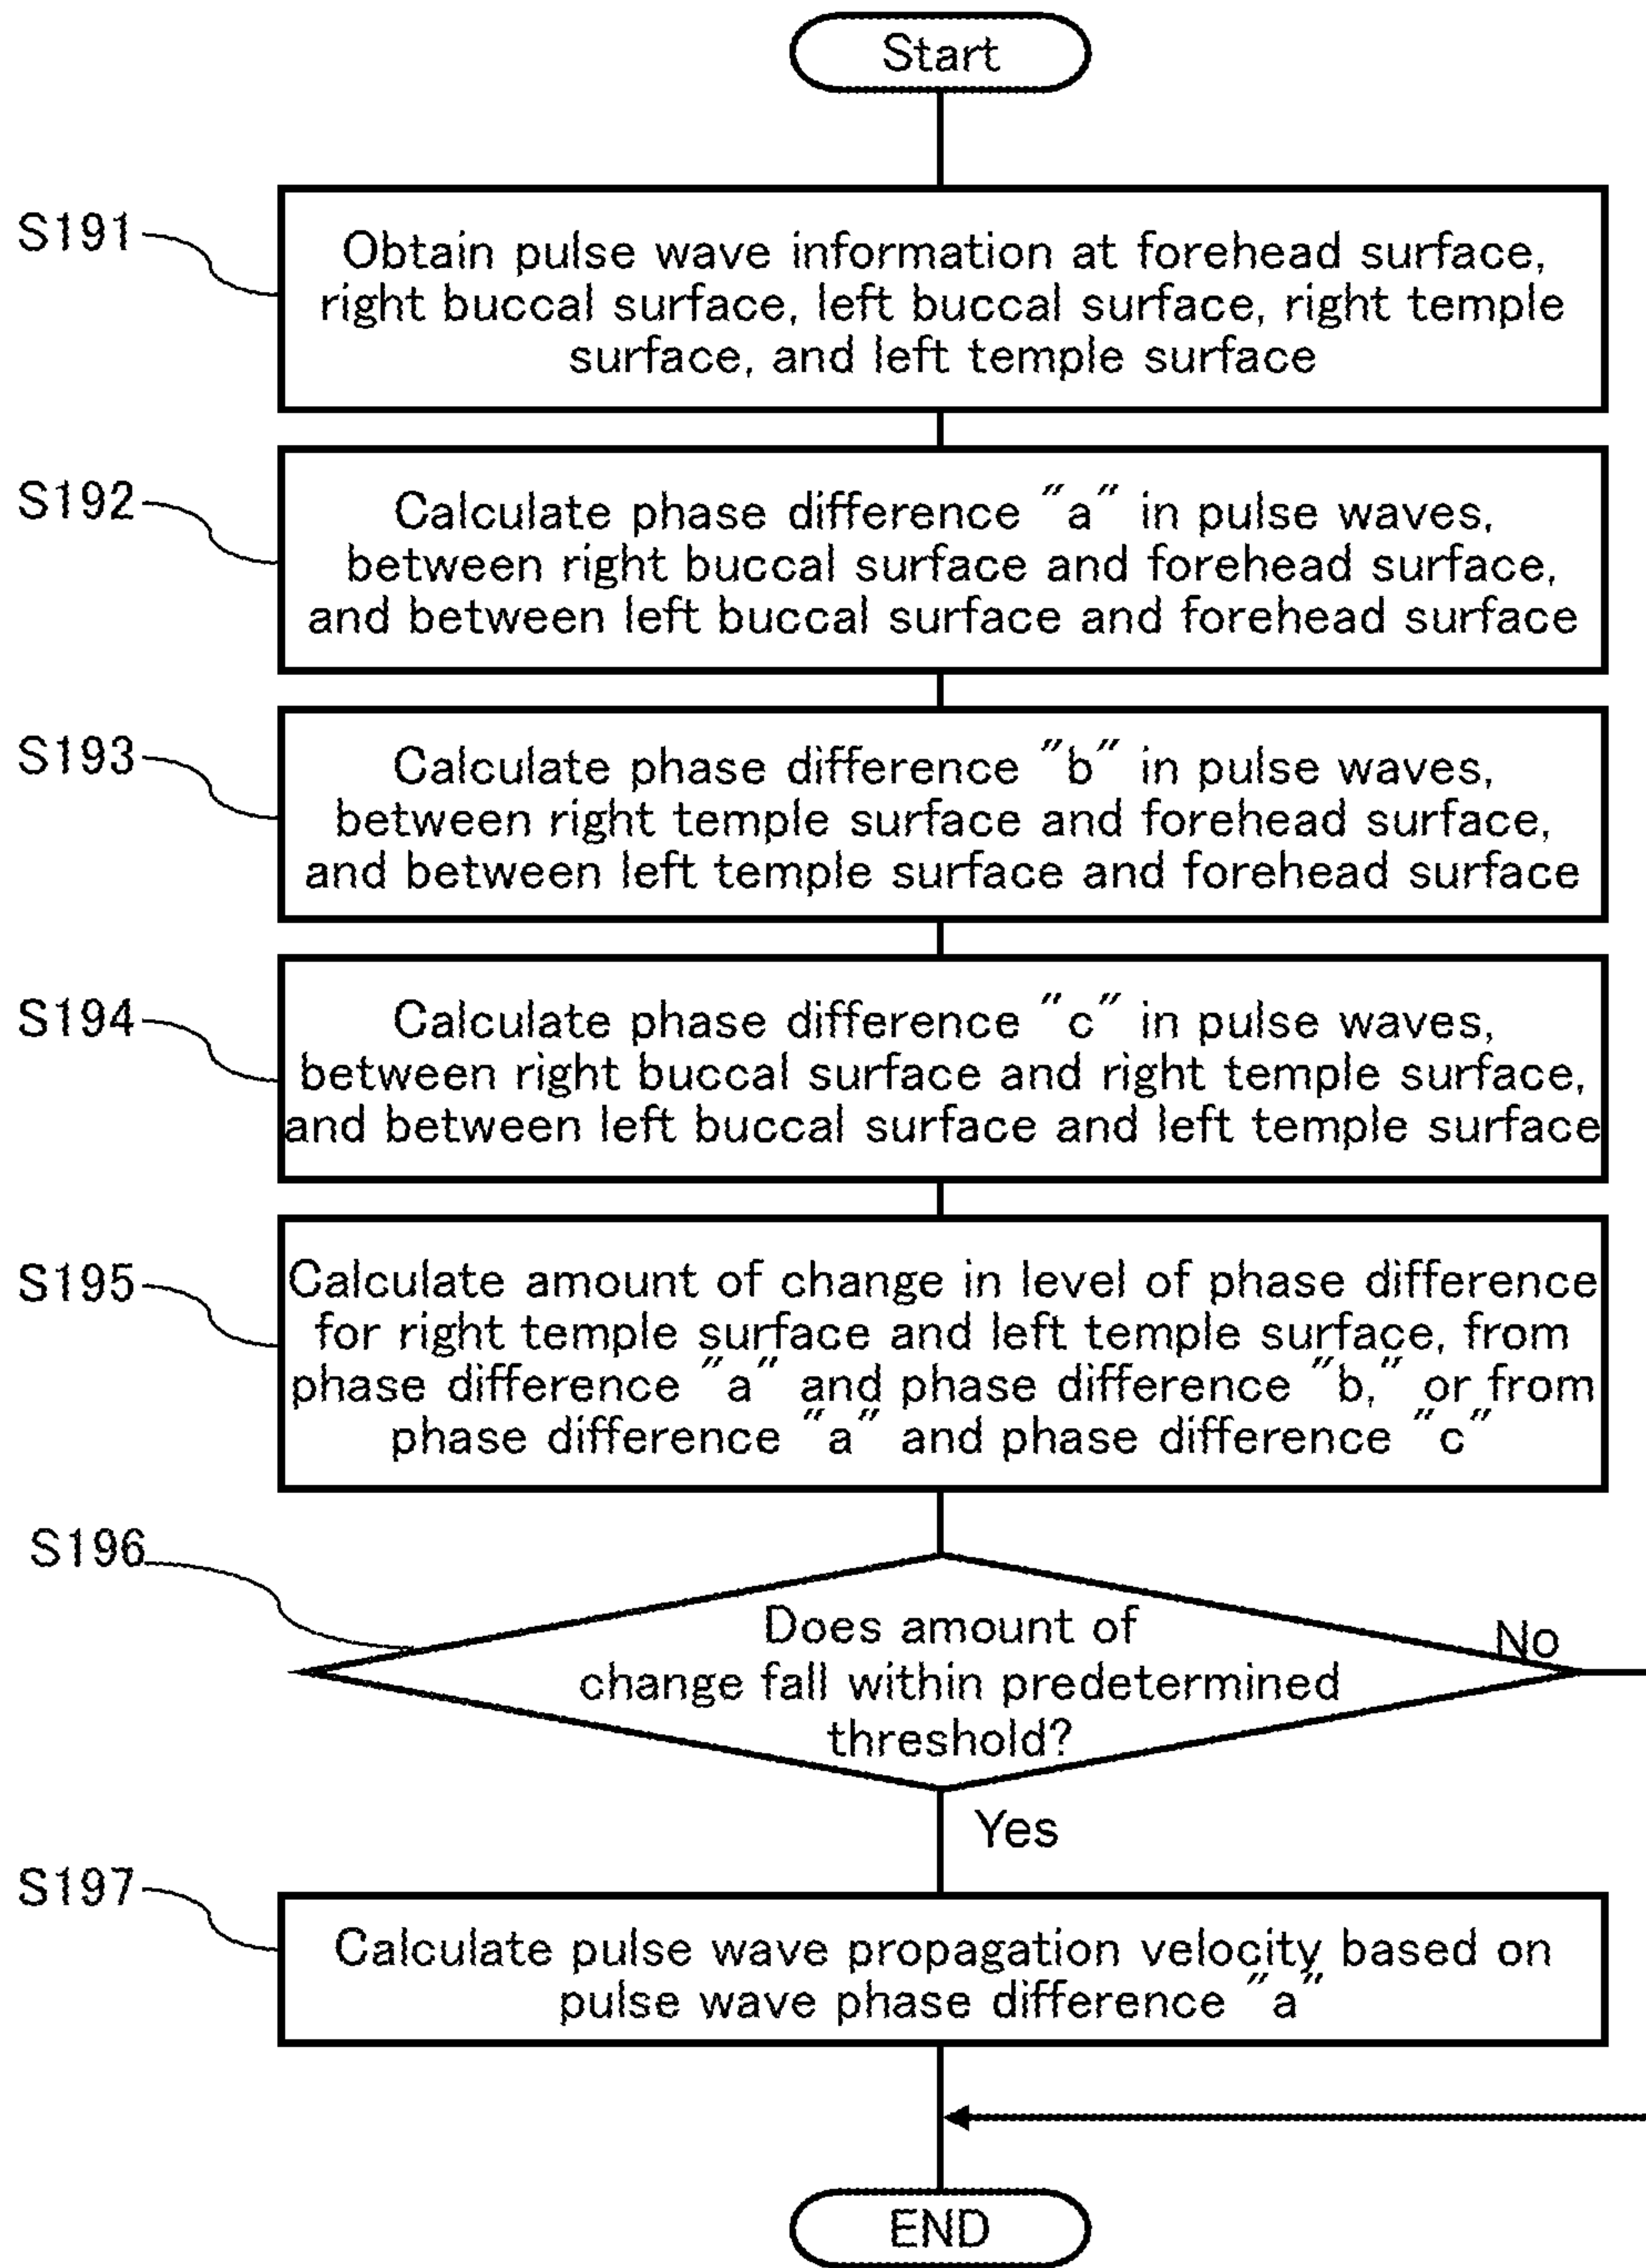 Start
S191
Obtain pulse wave information at forehead surface,
right buccal surface, left buccal surface, right temple
surface, and left temple surface
S192
Calculate phase difference "a" in pulse waves,
between right buccal surface and forehead surface,
and between left buccal surface and forehead surface
S193
Calculate phase difference "b" in pulse waves,
between right temple surface and forehead surface,
and between left temple surface and forehead surface
S194
Calculate phase difference "c" in pulse waves,
between right buccal surface and right temple surface,
and between left buccal surface and left temple surface
S195
Calculate amount of change in level of phase difference
for right temple surface and left temple surface, from
phase difference "a" and phase difference "b," or from
phase difference "a" and phase difference "c"
S196
Does amount of
change fall within predetermined
threshold?
No
Yes
S197
Calculate pulse wave propagation velocity based on
pulse wave phase difference "a"
END